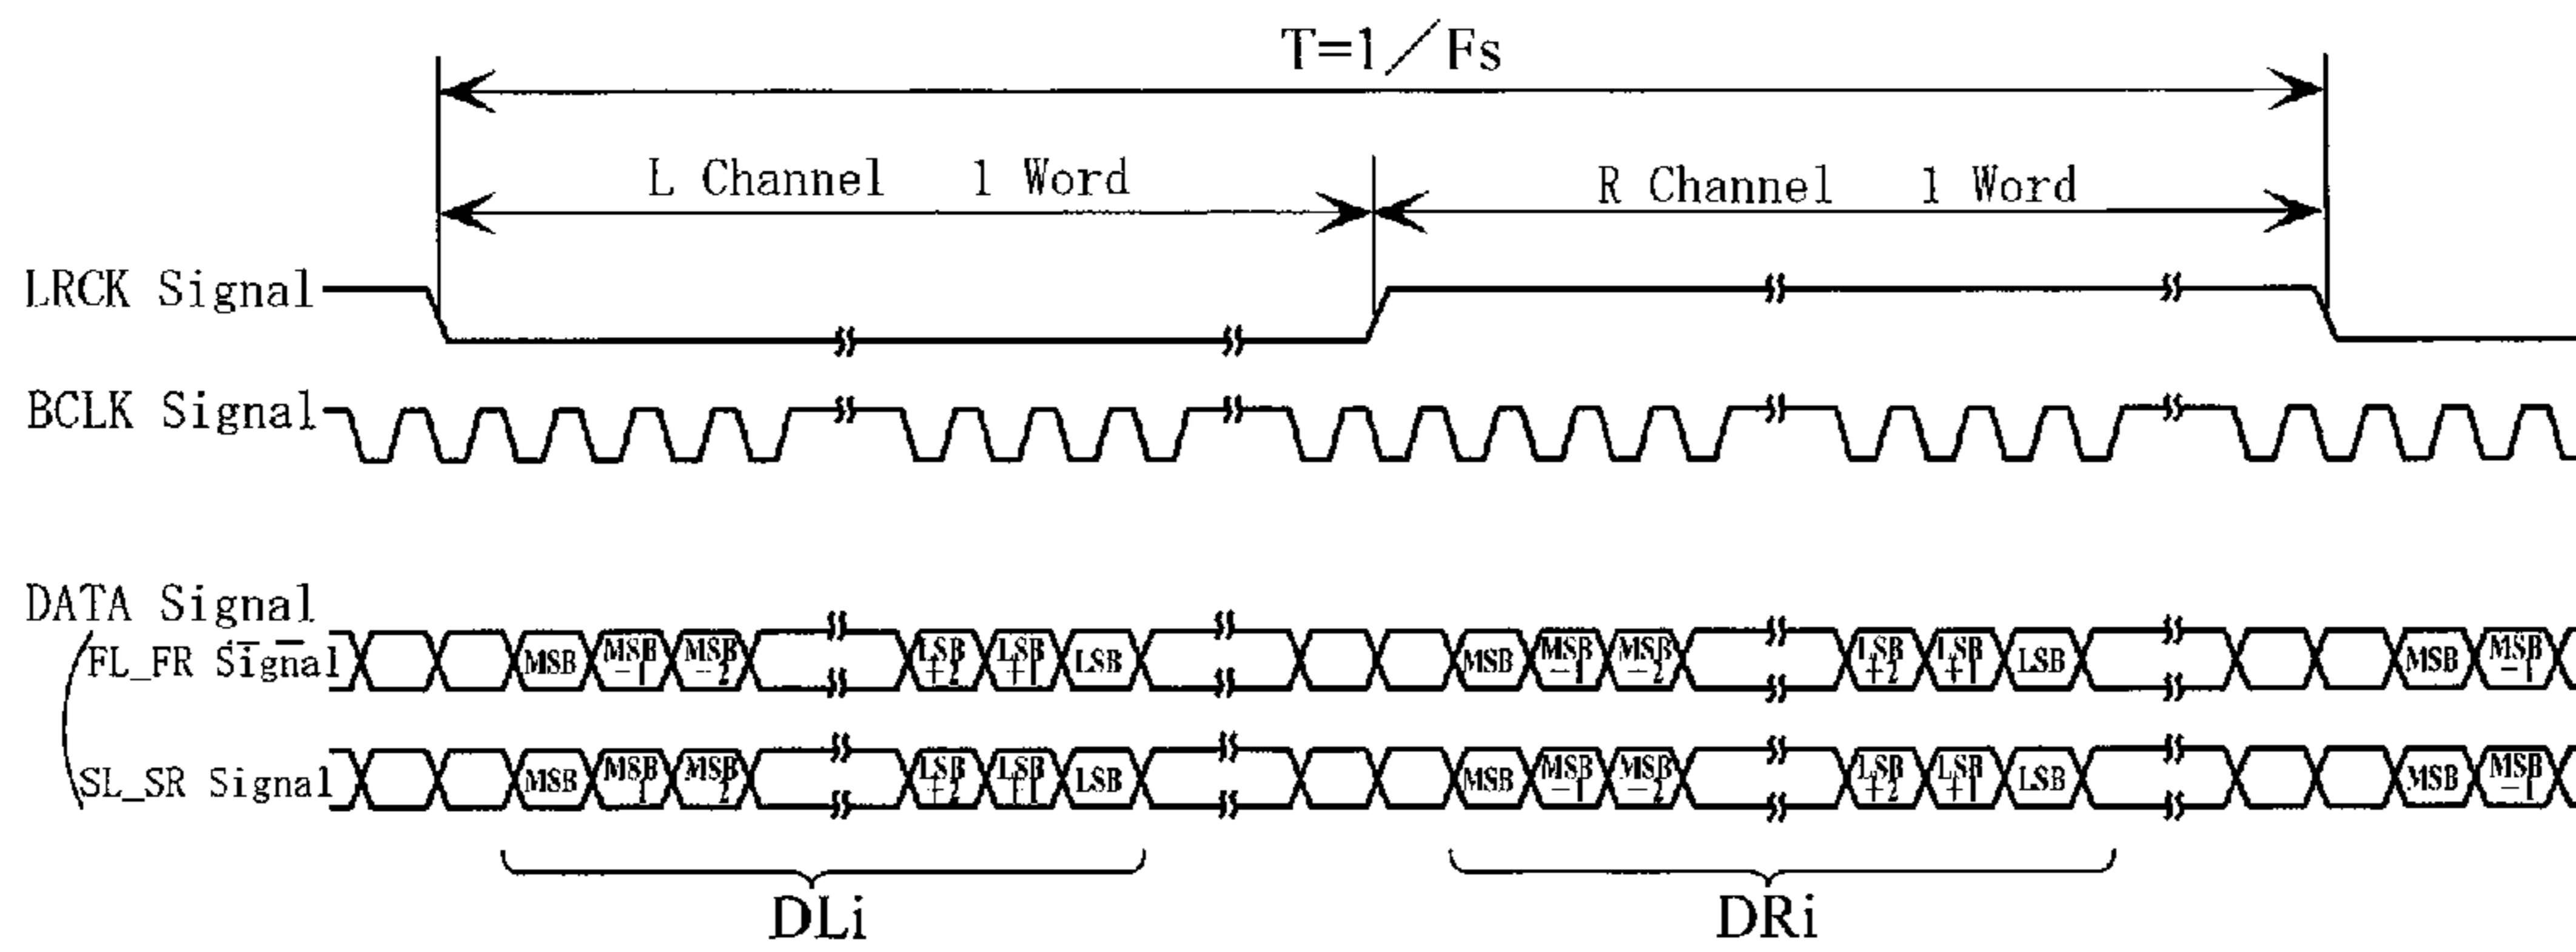 T=1／Fs
L Channel 1 Word
R Channel 1 Word
LRCK Signal
BCLK Signal
DATA Signal
FL_FR Signal
MSB MSB -1 MSB -2 LSB +2 LSB +1 LSB MSB MSB -1 MSB -2 LSB +2 LSB +1 LSB MSB MSB -1
SL_SR Signal
MSB MSB 1 MSB 2 LSB +2 LSB +1 LSB MSB MSB -1 MSB -2 LSB +2 LSB +1 LSB MSB MSB -1
DLi
DRi